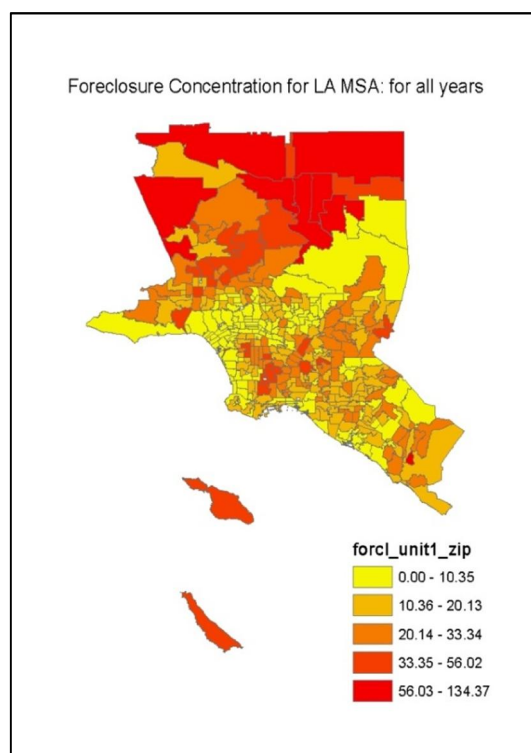 Foreclosure Concentration for LA MSA: for all years
forcl_unit1_zip
0.00 - 10.35
10.36 - 20.13
20.14 - 33.34
33.35 - 56.02
56.03 - 134.37